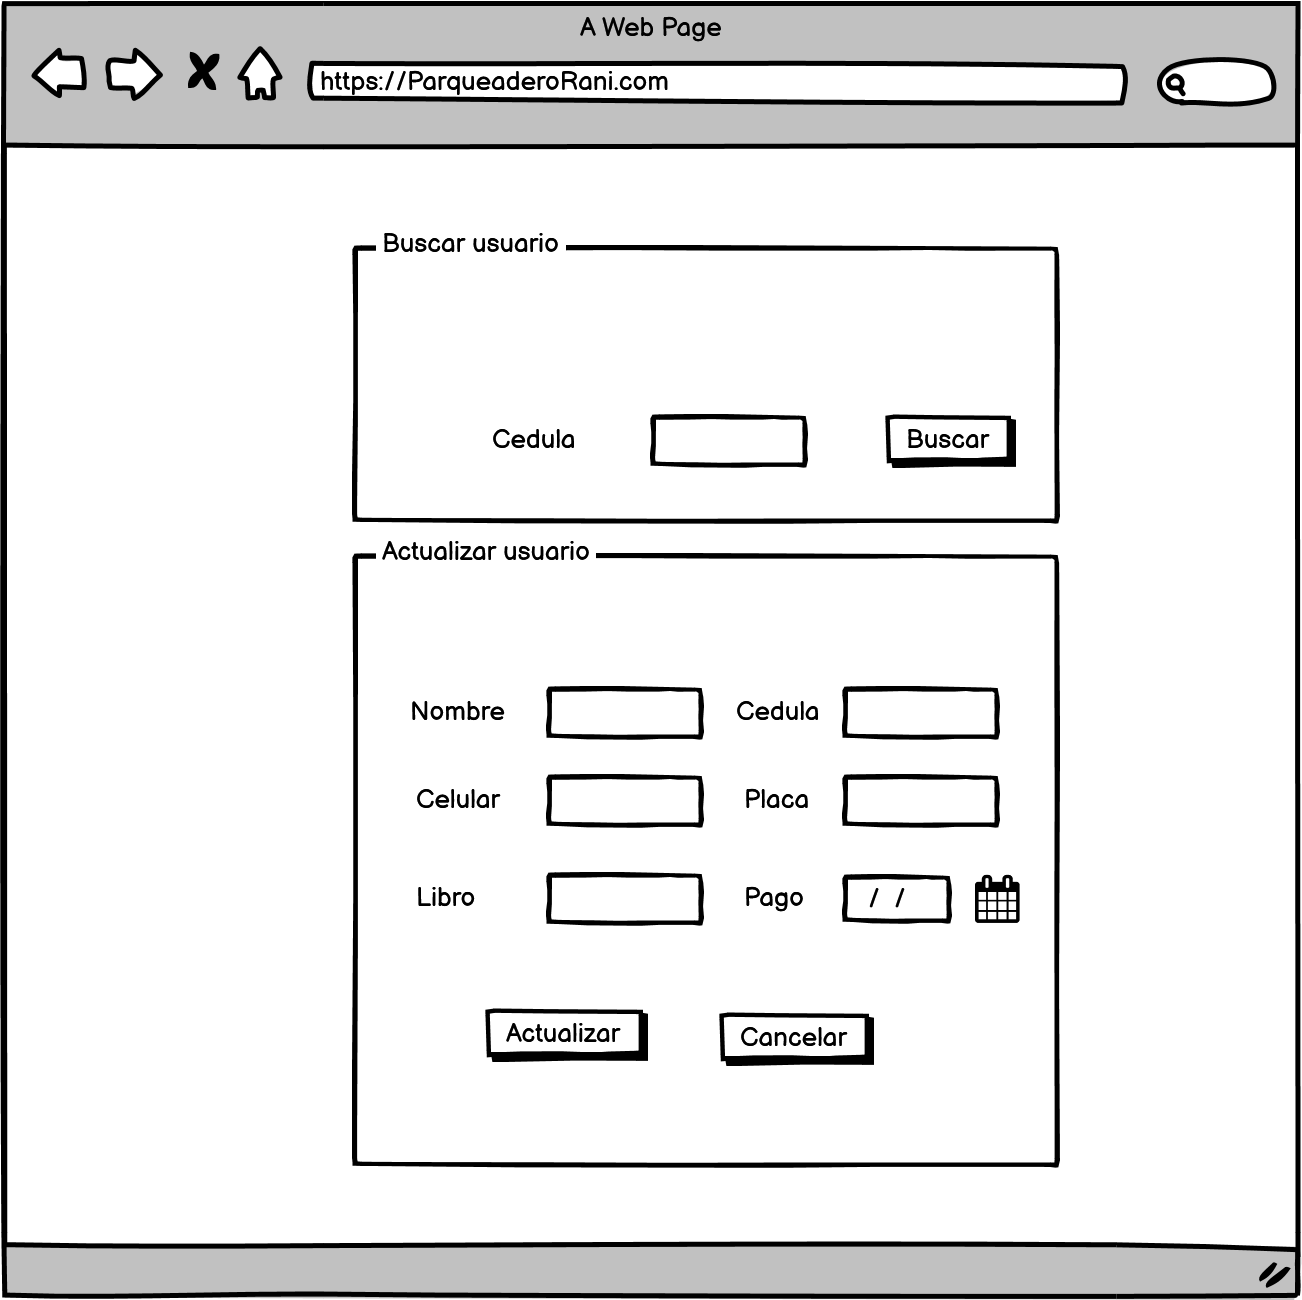 A Web Page
https://ParqueaderoRani.com
Buscar usuario
Cedula Buscar
Actualizar usuario
Nombre Cedula
Celular Placa
Libro Pago / /
Actualizar Cancelar